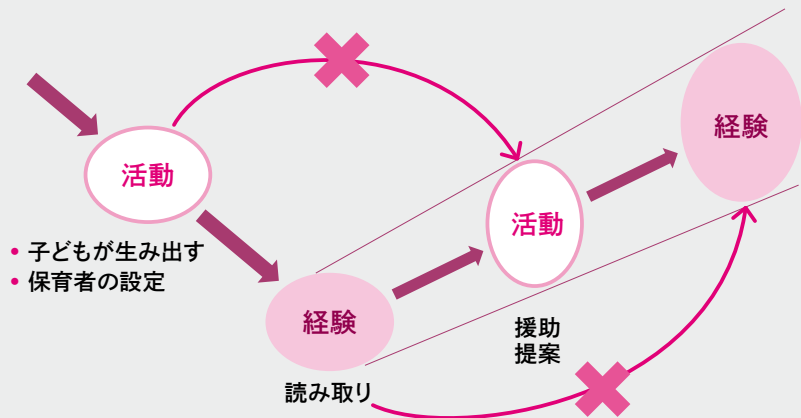 活動
• 子どもが生み出す
• 保育者の設定
経験
読み取り
活動
援助
提案
経験